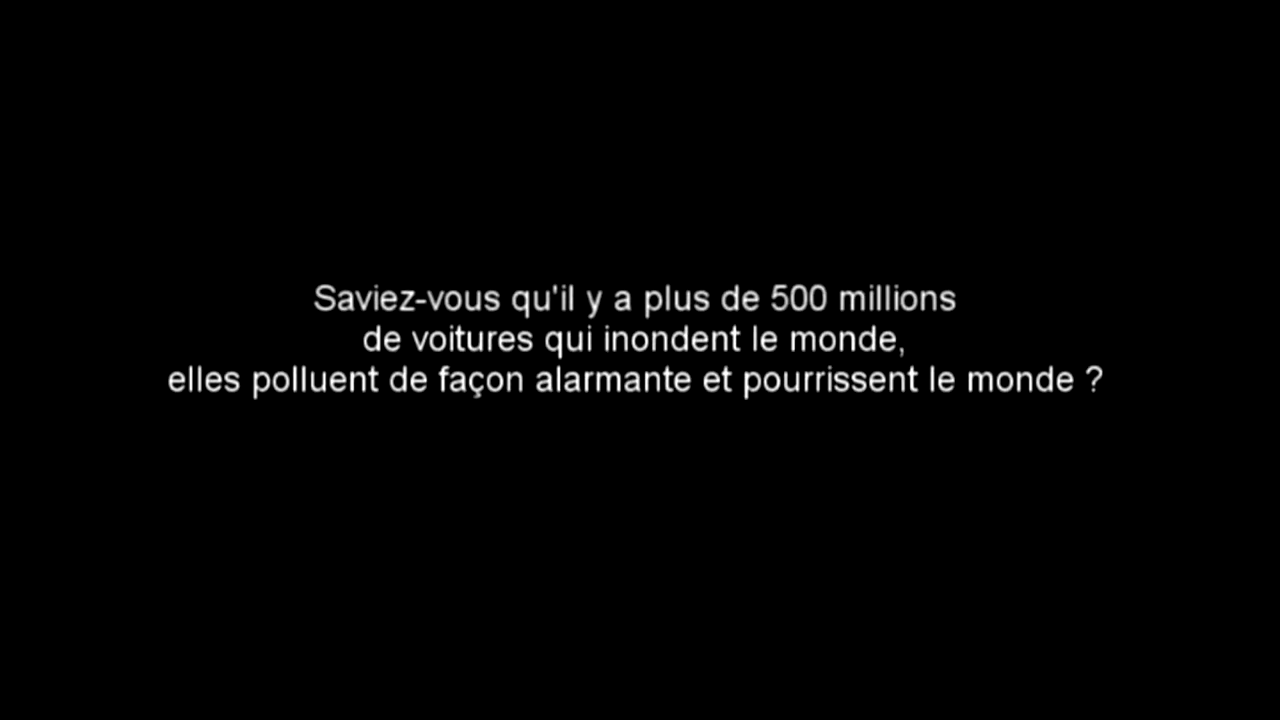 Saviez-vous qu'il y a plus de 500 millions
de voitures qui inondent le monde,
elles polluent de façon alarmante et pourrissent le monde ?